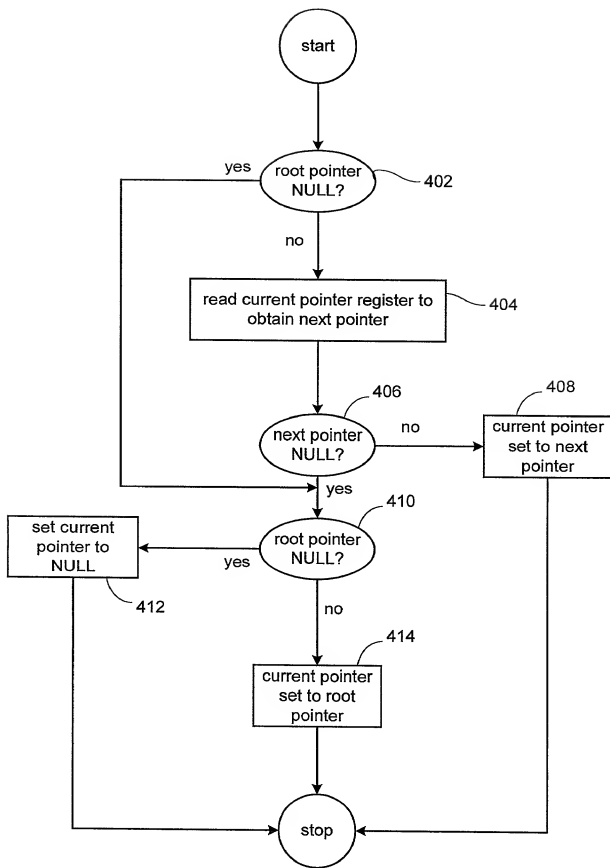 start
yes
root pointer
NULL?
402
no
read current pointer register to
obtain next pointer
404
406
next pointer
NULL?
no
408
current pointer
set to next
pointer
yes
410
root pointer
NULL?
yes
set current
pointer to
NULL
412
no
414
current pointer
set to root
pointer
stop